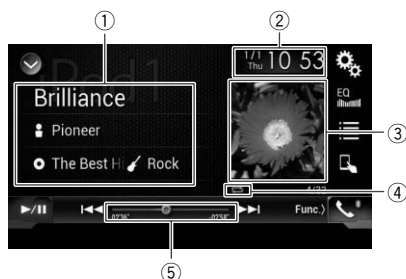 ①
②
iPod1
1/1
Thu 10 53
Brilliance
EQ
Pioneer
③
The Best Hi
Rock
④
4/22
Func.
02'36"
-02'58"
⑤